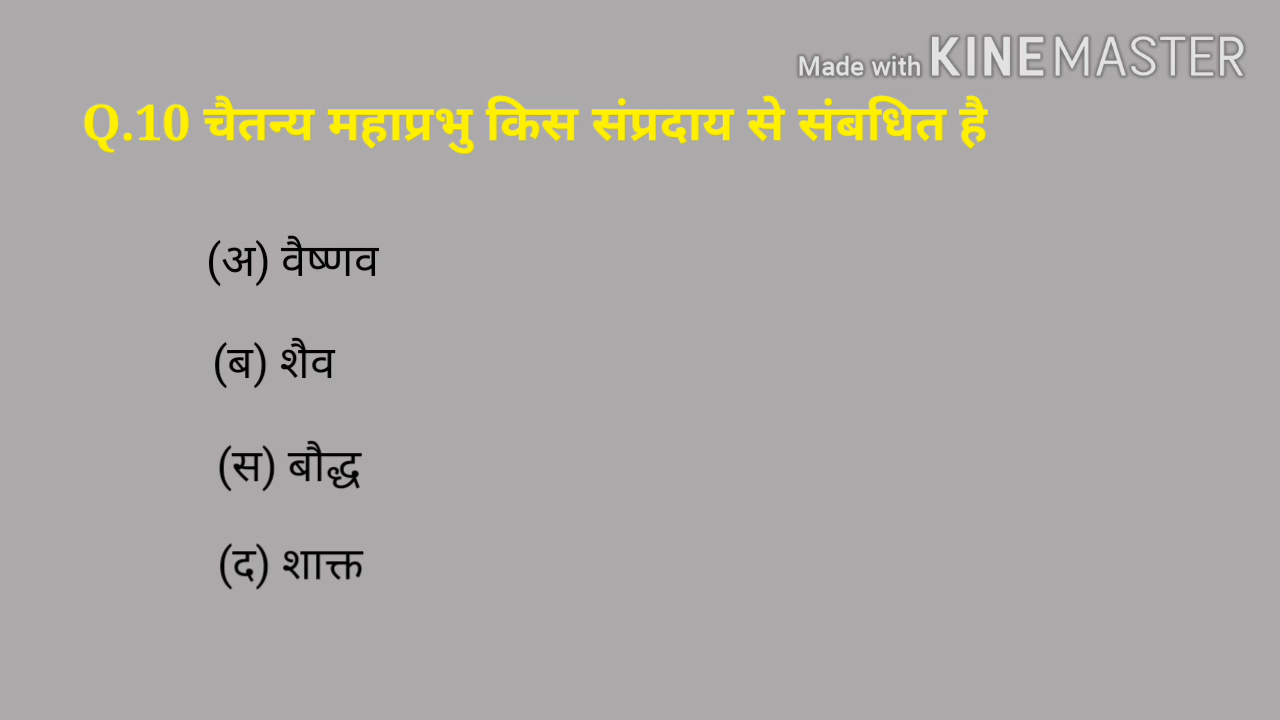 Made with KINEMASTER
Q.10 चैतन्य महाप्रभु किस संप्रदाय से संबधित है
(अ) वैष्णव
(ब) शैव
(स) बौद्ध
(द) शाक्त